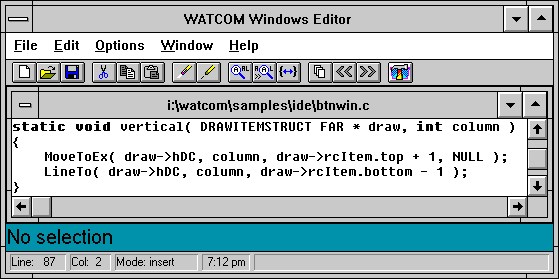 WATCOM Windows Editor
File Edit Options Window Help
i:\watcom\samples\ide\btnwin.c
static void vertical( DRAWITEMSTRUCT FAR * draw, int column )
{
    MoveToEx( draw->hDC, column, draw->rcItem.top + 1, NULL );
    LineTo( draw->hDC, column, draw->rcItem.bottom - 1 );
}
No selection
Line: 87 Col: 2 Mode: insert 7:12 pm